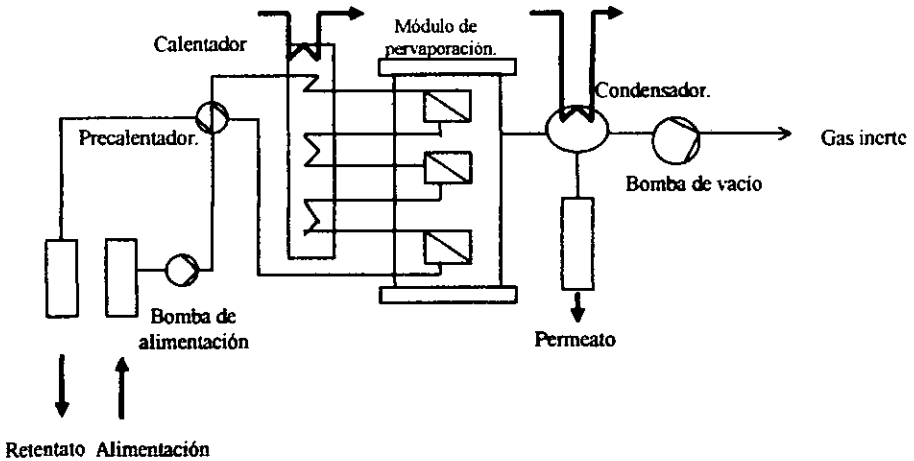 Calentador
Módulo de
pervaporación.
Condensador.
Precalentador.
Gas inerte
Bomba de vacío
Bomba de
alimentación
Permeato
Retentato
Alimentación